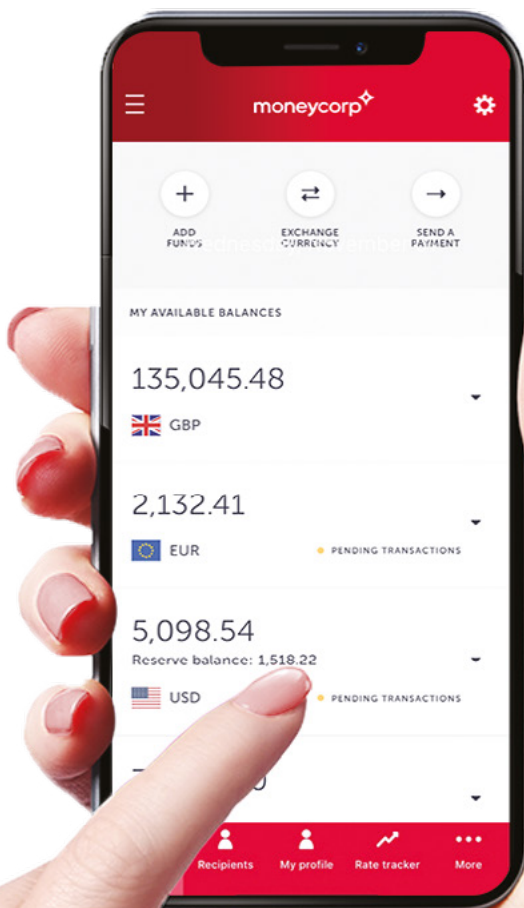 moneycorp
ADD FUNDS
EXCHANGE CURRENCY
SEND A PAYMENT
MY AVAILABLE BALANCES
135,045.48
GBP
2,132.41
EUR
PENDING TRANSACTIONS
5,098.54
Reserve balance: 1,518.22
USD
PENDING TRANSACTIONS
Recipients
My profile
Rate tracker
More